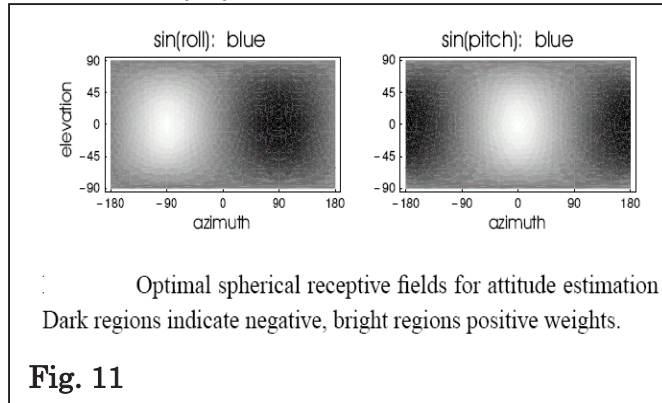 sin(roll): blue
sin(pitch): blue
90
45
0
-45
-90
elevation
-180 -90 0 90 180
azimuth
90
45
0
-45
-90
-180 -90 0 90 180
azimuth
Optimal spherical receptive fields for attitude estimation
Dark regions indicate negative, bright regions positive weights.
Fig. 11